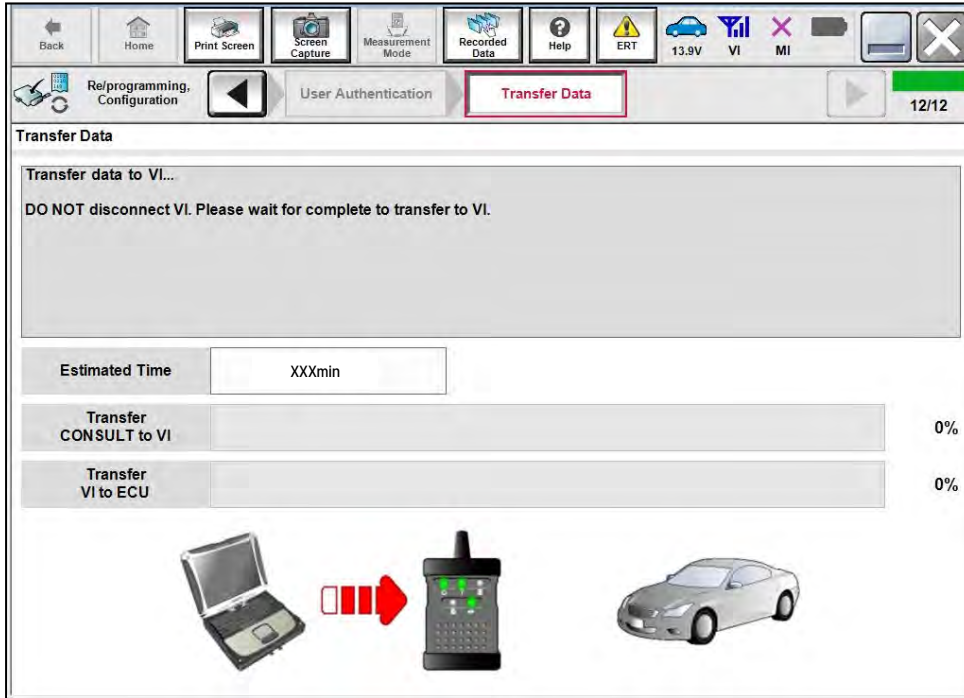 Back
Home
Print Screen
Screen
Capture
Measurement
Mode
Recorded
Data
Help
ERT
13.9V
VI
MI
Re/programming,
Configuration
User Authentication
Transfer Data
12/12
Transfer Data
Transfer data to VI...
DO NOT disconnect VI. Please wait for complete to transfer to VI.
Estimated Time
XXXmin
Transfer
CONSULT to VI
0%
Transfer
VI to ECU
0%